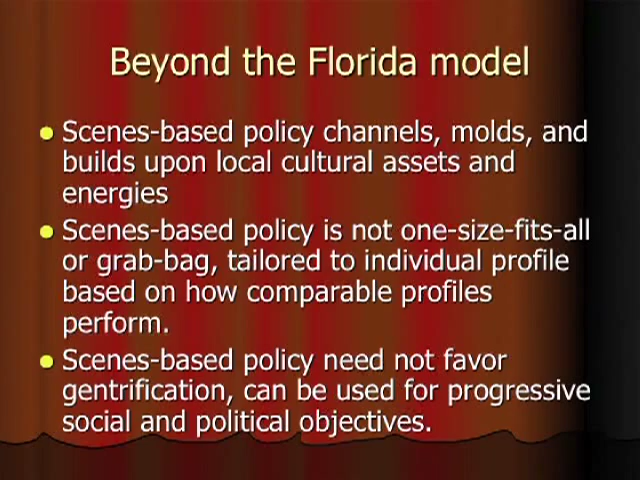 Beyond the Florida model
Scenes-based policy channels, molds, and
builds upon local cultural assets and
energies
Scenes-based policy is not one-size-fits-all
or grab-bag, tailored to individual profile
based on how comparable profiles
perform.
Scenes-based policy need not favor
gentrification, can be used for progressive
social and political objectives.